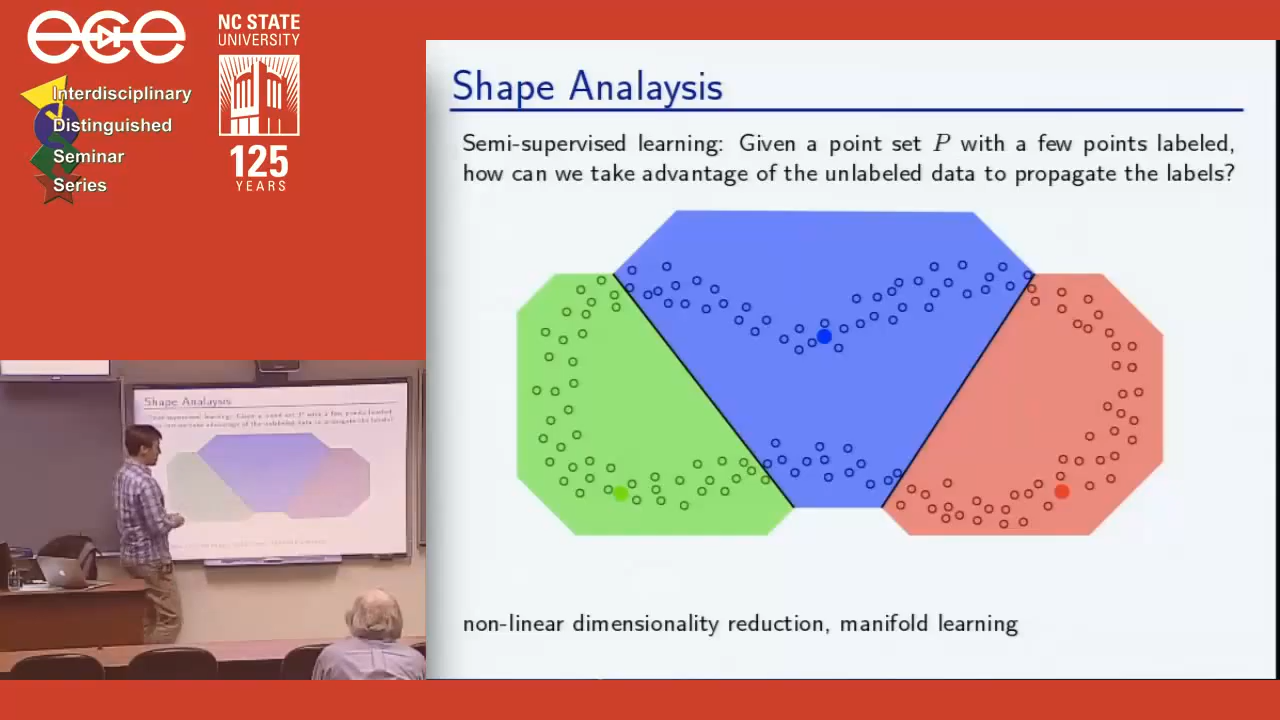 ece
Interdisciplinary
Distinguished
Seminar
Series
NC STATE
UNIVERSITY
125
YEARS
Shape Analaysis
Semi-supervised learning: Given a point set P with a few points labeled,
how can we take advantage of the unlabeled data to propagate the labels?
non-linear dimensionality reduction, manifold learning
Shape Analaysis